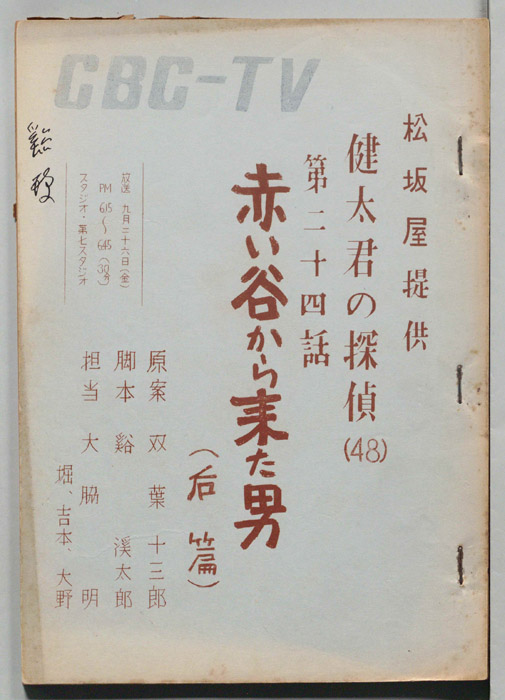 CBC-TV
松坂屋提供
健太君の探偵(48)
第二十四話
赤い谷から来た男
(后篇)
原案 双葉十三郎
脚本 谿渓太郎
担当 大脇明
堀、吉本、大野
放送 九月二十六日(金)
PM 6.15〜6.45(30分)
スタジオ・第七スタジオ